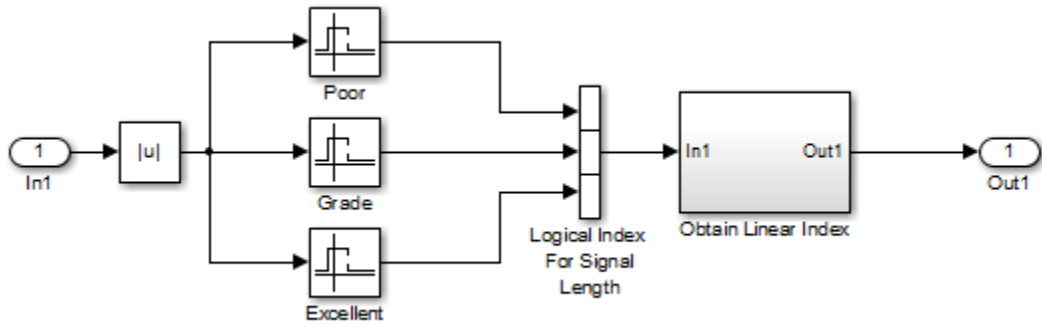 Poor
1
In1
|u|
Grade
In1
Out1
1
Out1
Logical Index
For Signal
Length
Obtain Linear Index
Excellent